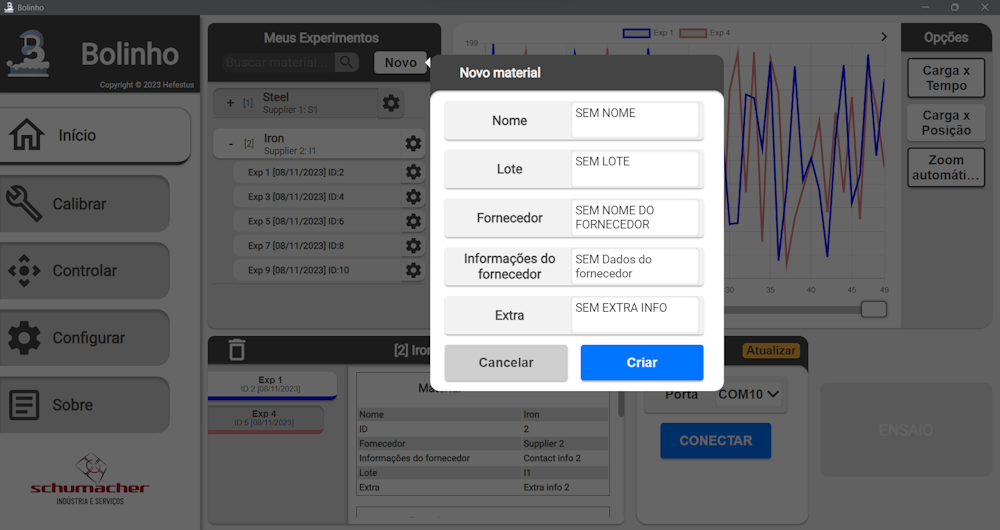 Bolinho
Bolinho
Copyright © 2023 Hefestus
Início
Calibrar
Controlar
Configurar
Sobre
schumacher
INDÚSTRIA E SERVIÇOS
Meus Experimentos
Buscar material...
Novo
+ [1] Steel
Supplier 1: S1
- [2] Iron
Supplier 2: I1
Exp 1 [08/11/2023] ID:2
Exp 3 [08/11/2023] ID:4
Exp 5 [08/11/2023] ID:6
Exp 7 [08/11/2023] ID:8
Exp 9 [08/11/2023] ID:10
Exp 1
Exp 4
199
30
35
40
45
49
Opções
Carga x
Tempo
Carga x
Posição
Zoom
automáti...
Novo material
Nome
SEM NOME
Lote
SEM LOTE
Fornecedor
SEM NOME DO
FORNECEDOR
Informações do
fornecedor
SEM Dados do
fornecedor
Extra
SEM EXTRA INFO
Cancelar
Criar
[2] Iron
Exp 1
ID:2 [08/11/2023]
Exp 4
ID:5 [08/11/2023]
Material
Nome Iron
ID 2
Fornecedor Supplier 2
Informações do fornecedor Contact info 2
Lote I1
Extra Extra info 2
Atualizar
Porta COM10
CONECTAR
ENSAIO